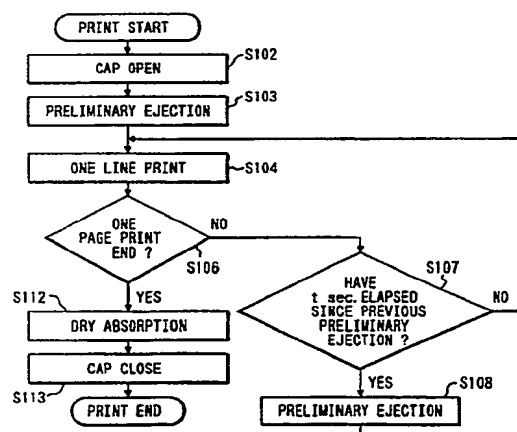 PRINT START
CAP OPEN
S102
PRELIMINARY EJECTION
S103
ONE LINE PRINT
S104
ONE
PAGE PRINT
END ?
NO
S106
YES
HAVE
t sec. ELAPSED
SINCE PREVIOUS
PRELIMINARY
EJECTION ?
S107
NO
YES
S112
DRY ABSORPTION
CAP CLOSE
S113
PRINT END
PRELIMINARY EJECTION
S108